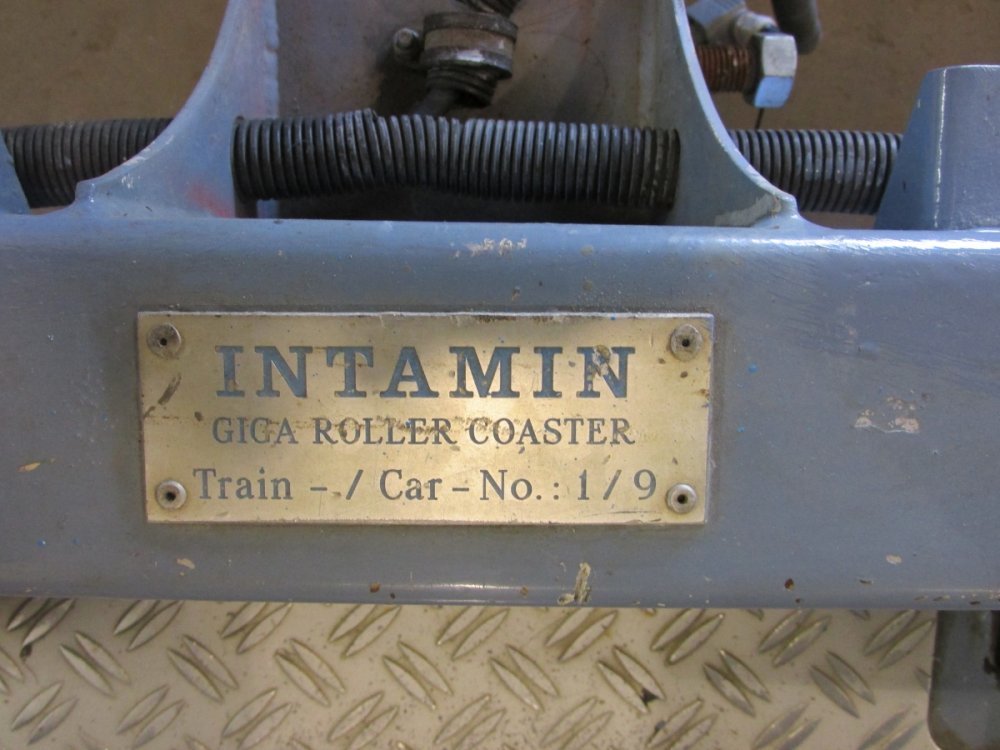 INTAMIN
GIGA ROLLER COASTER
Train - / Car - No. : 1 / 9